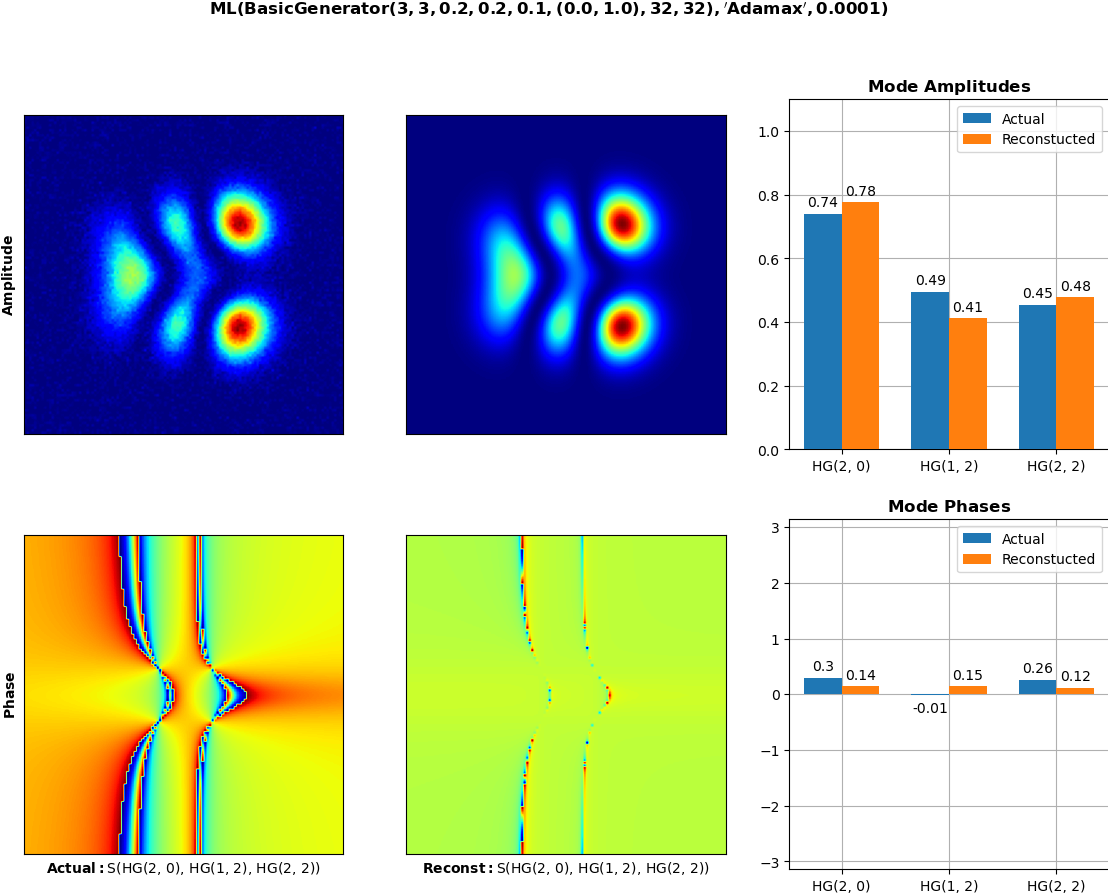 ML(BasicGenerator(3, 3, 0.2, 0.2, 0.1, (0.0, 1.0), 32, 32), ′Adamax′, 0.0001)
Amplitude
Mode Amplitudes
Actual
Reconstucted
1.0
0.8
0.6
0.4
0.2
0.0
0.74
0.78
0.49
0.41
0.45
0.48
HG(2, 0)
HG(1, 2)
HG(2, 2)
Phase
Actual: S(HG(2, 0), HG(1, 2), HG(2, 2))
Reconst: S(HG(2, 0), HG(1, 2), HG(2, 2))
Mode Phases
Actual
Reconstucted
3
2
1
0
−1
−2
−3
0.3
0.14
-0.01
0.15
0.26
0.12
HG(2, 0)
HG(1, 2)
HG(2, 2)